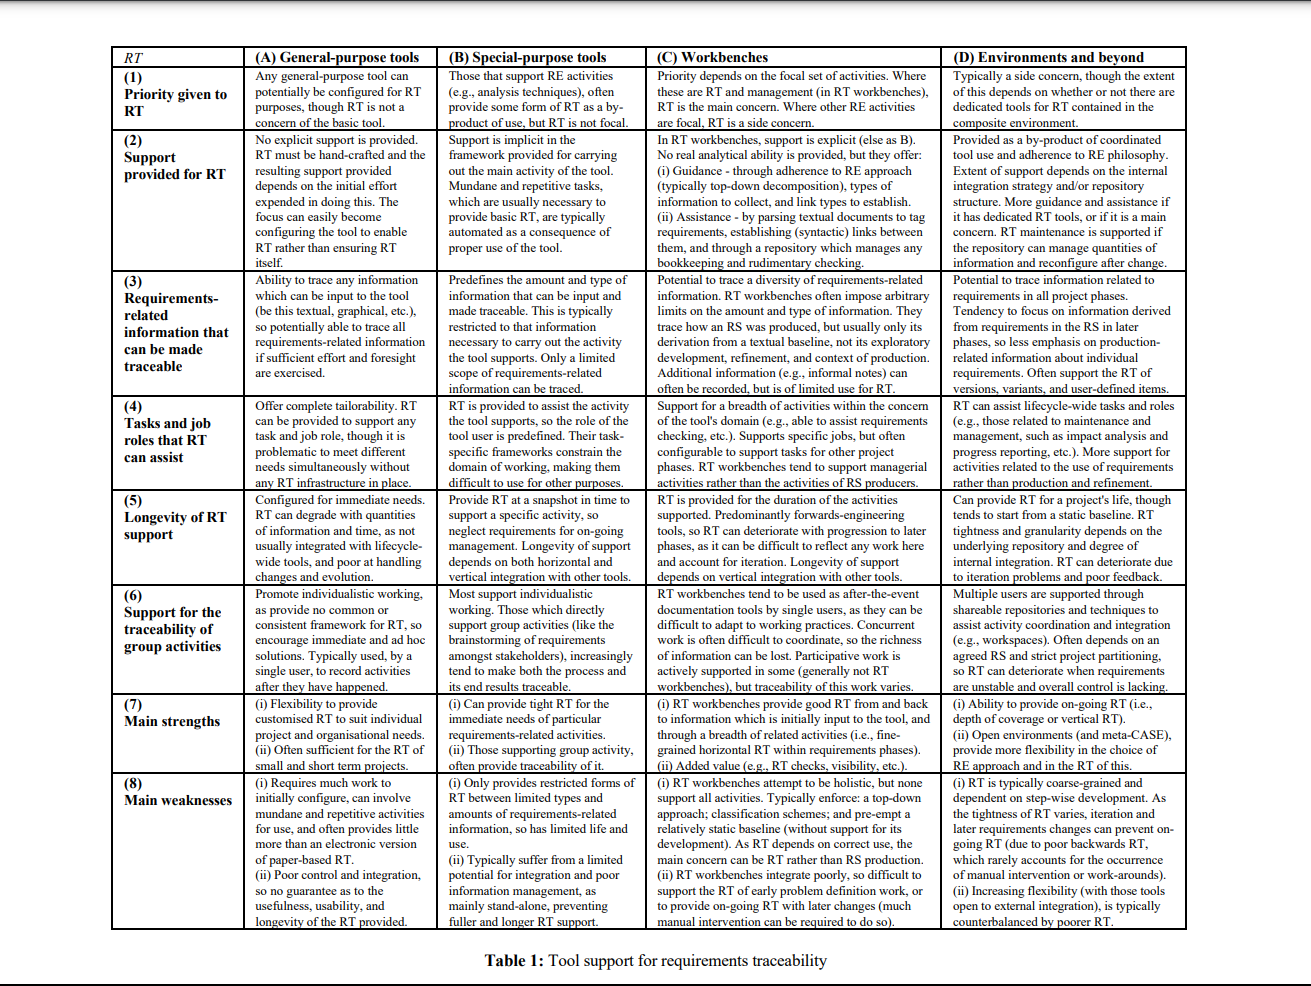 RT
(A) General-purpose tools
(B) Special-purpose tools
(C) Workbenches
(D) Environments and beyond
(1)
Priority given to
RT
Any general-purpose tool can
potentially be configured for RT
purposes, though RT is not a
concern of the basic tool.
Those that support RE activities
(e.g., analysis techniques), often
provide some form of RT as a by-
product of use, but RT is not focal.
Priority depends on the focal set of activities. Where
these are RT and management (in RT workbenches),
RT is the main concern. Where other RE activities
are focal, RT is a side concern.
Typically a side concern, though the extent
of this depends on whether or not there are
dedicated tools for RT contained in the
composite environment.
(2)
Support
provided for RT
No explicit support is provided.
RT must be hand-crafted and the
resulting support provided
depends on the initial effort
expended in doing this. The
focus can easily become
configuring the tool to enable
RT rather than ensuring RT
itself.
Support is implicit in the
framework provided for carrying
out the main activity of the tool.
Mundane and repetitive tasks,
which are usually necessary to
provide basic RT, are typically
automated as a consequence of
proper use of the tool.
In RT workbenches, support is explicit (else as B).
No real analytical ability is provided, but they offer:
(i) Guidance - through adherence to RE approach
(typically top-down decomposition), types of
information to collect, and link types to establish.
(ii) Assistance - by parsing textual documents to tag
requirements, establishing (syntactic) links between
them, and through a repository which manages any
bookkeeping and rudimentary checking.
Provided as a by-product of coordinated
tool use and adherence to RE philosophy.
Extent of support depends on the internal
integration strategy and/or repository
structure. More guidance and assistance if
it has dedicated RT tools, or if it is a main
concern. RT maintenance is supported if
the repository can manage quantities of
information and reconfigure after change.
(3)
Requirements-
related
information that
can be made
traceable
Ability to trace any information
which can be input to the tool
(be this textual, graphical, etc.),
so potentially able to trace all
requirements-related information
if sufficient effort and foresight
are exercised.
Predefines the amount and type of
information that can be input and
made traceable. This is typically
restricted to that information
necessary to carry out the activity
the tool supports. Only a limited
scope of requirements-related
information can be traced.
Potential to trace a diversity of requirements-related
information. RT workbenches often impose arbitrary
limits on the amount and type of information. They
trace how an RS was produced, but usually only its
derivation from a textual baseline, not its exploratory
development, refinement, and context of production.
Additional information (e.g., informal notes) can
often be recorded, but is of limited use for RT.
Potential to trace information related to
requirements in all project phases.
Tendency to focus on information derived
from requirements in the RS in later
phases, so less emphasis on production-
related information about individual
requirements. Often support the RT of
versions, variants, and user-defined items.
(4)
Tasks and job
roles that RT
can assist
Offer complete tailorability. RT
can be provided to support any
task and job role, though it is
problematic to meet different
needs simultaneously without
any RT infrastructure in place.
RT is provided to assist the activity
the tool supports, so the role of the
tool user is predefined. Their task-
specific frameworks constrain the
domain of working, making them
difficult to use for other purposes.
Support for a breadth of activities within the concern
of the tool's domain (e.g., able to assist requirements
checking, etc.). Supports specific jobs, but often
configurable to support tasks for other project
phases. RT workbenches tend to support managerial
activities rather than the activities of RS producers.
RT can assist lifecycle-wide tasks and roles
(e.g., those related to maintenance and
management, such as impact analysis and
progress reporting, etc.). More support for
activities related to the use of requirements
rather than production and refinement.
(5)
Longevity of RT
support
Configured for immediate needs.
RT can degrade with quantities
of information and time, as not
usually integrated with lifecycle-
wide tools, and poor at handling
changes and evolution.
Provide RT at a snapshot in time to
support a specific activity, so
neglect requirements for on-going
management. Longevity of support
depends on both horizontal and
vertical integration with other tools.
RT is provided for the duration of the activities
supported. Predominantly forwards-engineering
tools, so RT can deteriorate with progression to later
phases, as it can be difficult to reflect any work here
and account for iteration. Longevity of support
depends on vertical integration with other tools.
Can provide RT for a project's life, though
tends to start from a static baseline. RT
tightness and granularity depends on the
underlying repository and degree of
internal integration. RT can deteriorate due
to iteration problems and poor feedback.
(6)
Support for the
traceability of
group activities
Promote individualistic working,
as provide no common or
consistent framework for RT, so
encourage immediate and ad hoc
solutions. Typically used, by a
single user, to record activities
after they have happened.
Most support individualistic
working. Those which directly
support group activities (like the
brainstorming of requirements
amongst stakeholders), increasingly
tend to make both the process and
its end results traceable.
RT workbenches tend to be used as after-the-event
documentation tools by single users, as they can be
difficult to adapt to working practices. Concurrent
work is often difficult to coordinate, so the richness
of information can be lost. Participative work is
actively supported in some (generally not RT
workbenches), but traceability of this work varies.
Multiple users are supported through
shareable repositories and techniques to
assist activity coordination and integration
(e.g., workspaces). Often depends on an
agreed RS and strict project partitioning,
so RT can deteriorate when requirements
are unstable and overall control is lacking.
(7)
Main strengths
(i) Flexibility to provide
customised RT to suit individual
project and organisational needs.
(ii) Often sufficient for the RT of
small and short term projects.
(i) Can provide tight RT for the
immediate needs of particular
requirements-related activities.
(ii) Those supporting group activity,
often provide traceability of it.
(i) RT workbenches provide good RT from and back
to information which is initially input to the tool, and
through a breadth of related activities (i.e., fine-
grained horizontal RT within requirements phases).
(ii) Added value (e.g., RT checks, visibility, etc.).
(i) Ability to provide on-going RT (i.e.,
depth of coverage or vertical RT).
(ii) Open environments (and meta-CASE),
provide more flexibility in the choice of
RE approach and in the RT of this.
(8)
Main weaknesses
(i) Requires much work to
initially configure, can involve
mundane and repetitive activities
for use, and often provides little
more than an electronic version
of paper-based RT.
(ii) Poor control and integration,
so no guarantee as to the
usefulness, usability, and
longevity of the RT provided.
(i) Only provides restricted forms of
RT between limited types and
amounts of requirements-related
information, so has limited life and
use.
(ii) Typically suffer from a limited
potential for integration and poor
information management, as
mainly stand-alone, preventing
fuller and longer RT support.
(i) RT workbenches attempt to be holistic, but none
support all activities. Typically enforce: a top-down
approach; classification schemes; and pre-empt a
relatively static baseline (without support for its
development). As RT depends on correct use, the
main concern can be RT rather than RS production.
(ii) RT workbenches integrate poorly, so difficult to
support the RT of early problem definition work, or
to provide on-going RT with later changes (much
manual intervention can be required to do so).
(i) RT is typically coarse-grained and
dependent on step-wise development. As
the tightness of RT varies, iteration and
later requirements changes can prevent on-
going RT (due to poor backwards RT,
which rarely accounts for the occurrence
of manual intervention or work-arounds).
(ii) Increasing flexibility (with those tools
open to external integration), is typically
counterbalanced by poorer RT.
Table 1: Tool support for requirements traceability